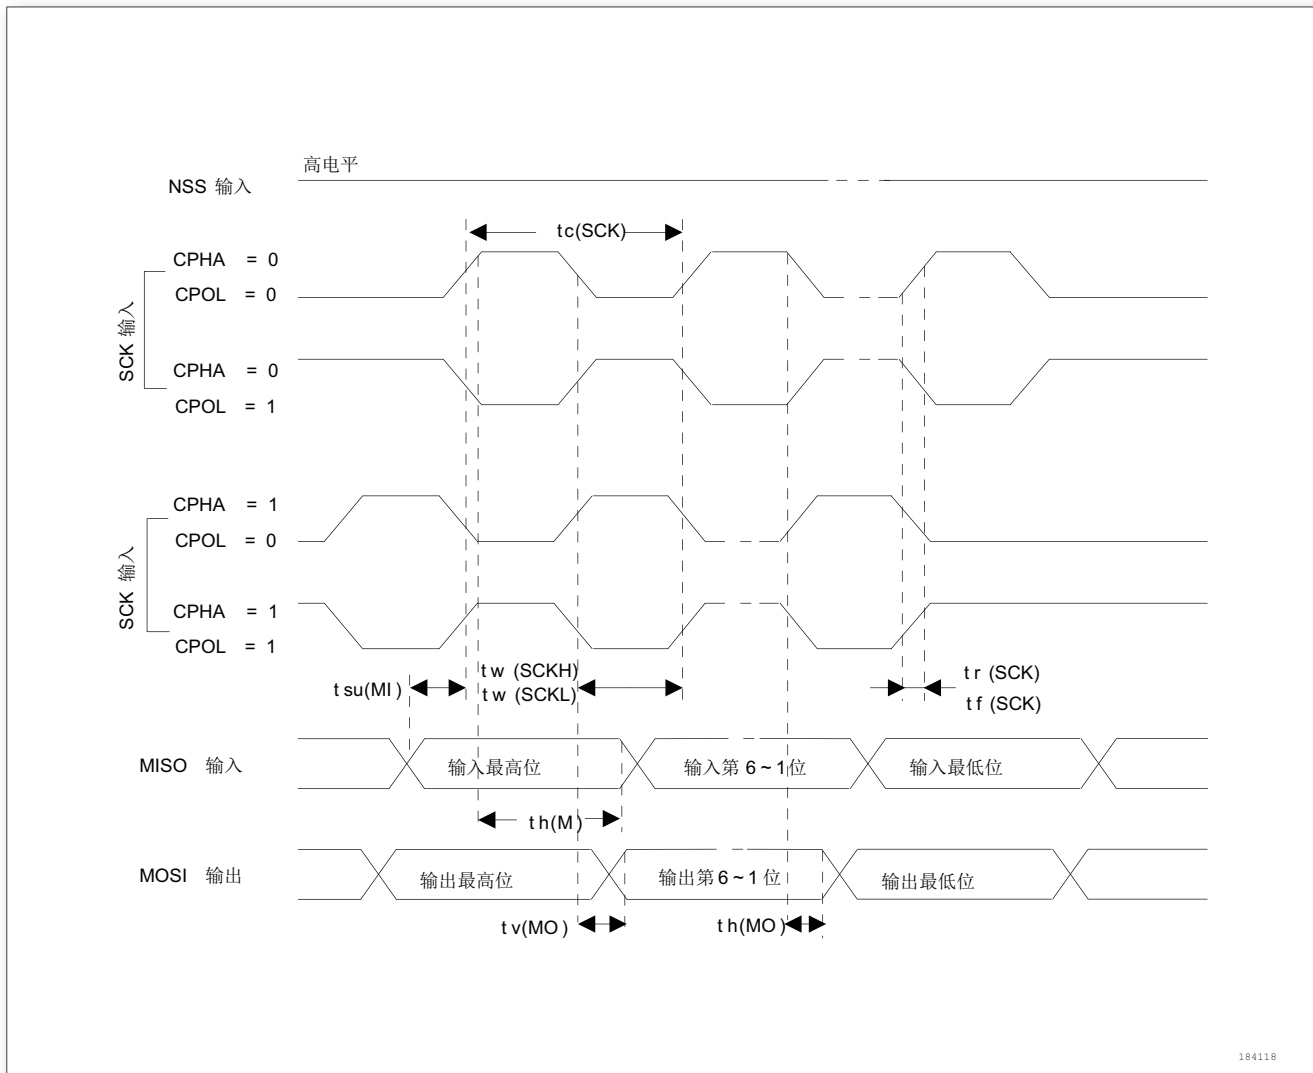 高电平
NSS 输入
tc(SCK)
CPHA = 0
CPOL = 0
SCK 输入
CPHA = 0
CPOL = 1
CPHA = 1
CPOL = 0
SCK 输入
CPHA = 1
CPOL = 1
tsu(MI)
tw (SCKH)
tw (SCKL)
tr (SCK)
tf (SCK)
MISO 输入
输入最高位
输入第 6~1 位
输入最低位
th(M)
MOSI 输出
输出最高位
输出第 6~1 位
输出最低位
tv(MO)
th(MO)
184118